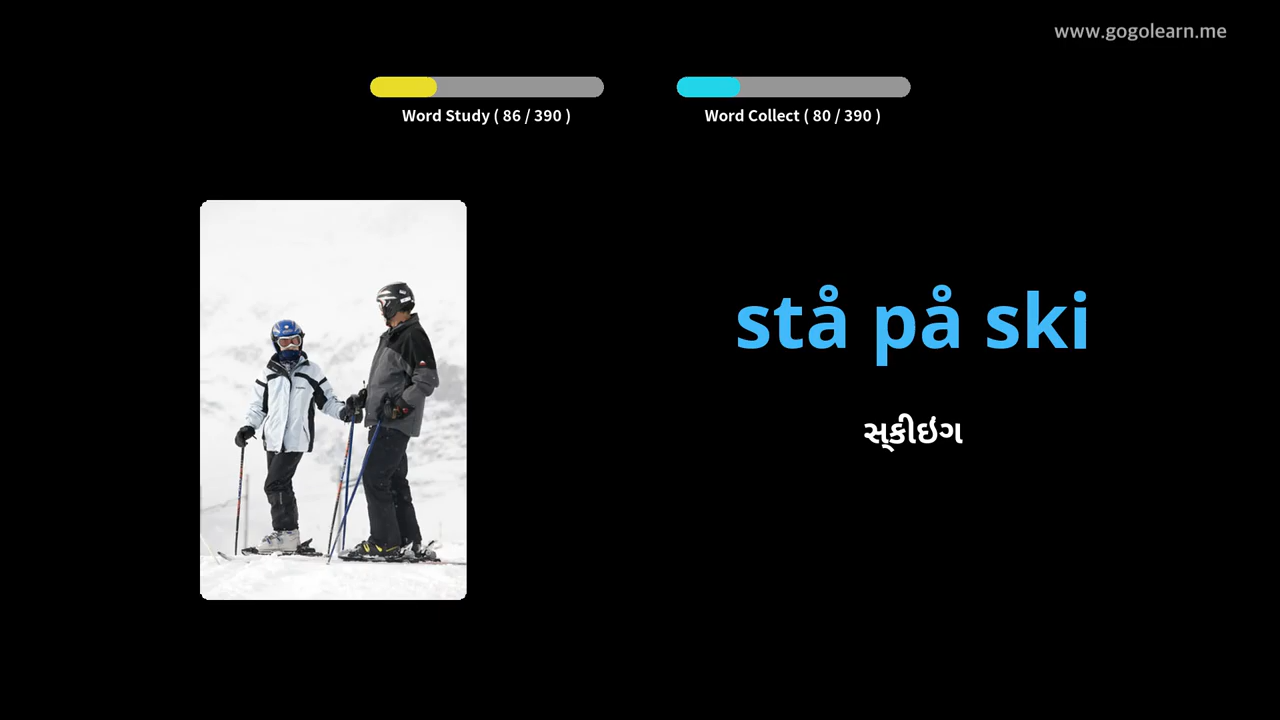 www.gogolearn.me
Word Study ( 86 / 390 )
Word Collect ( 80 / 390 )
stå på ski
સ્કીઇંગ